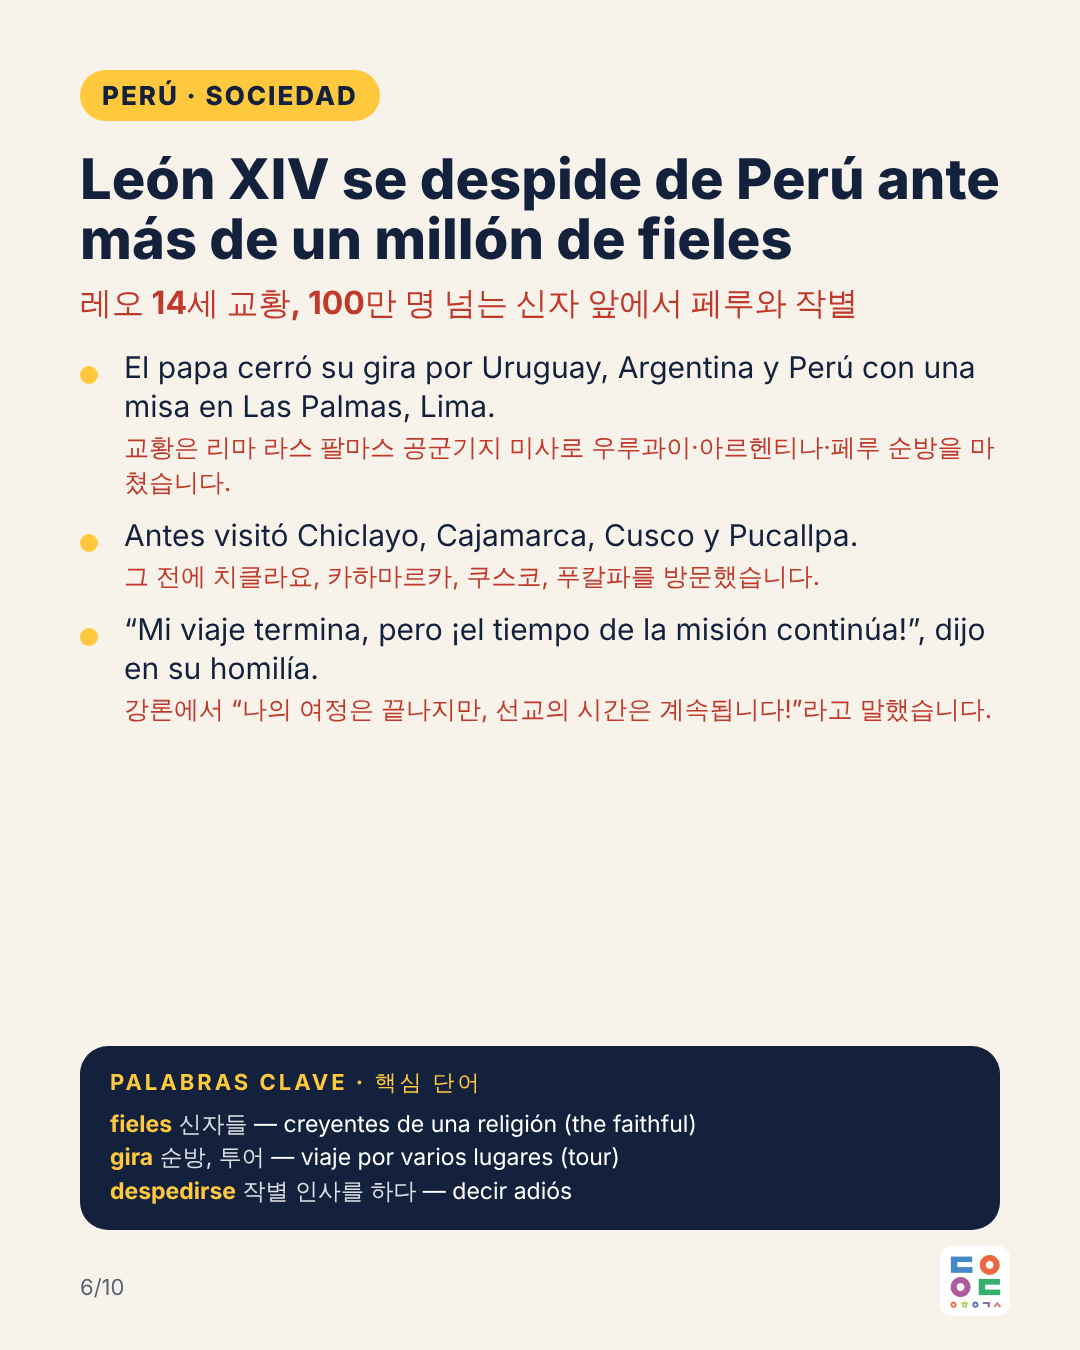 PERÚ · SOCIEDAD
León XIV se despide de Perú ante
más de un millón de fieles
레오 14세 교황, 100만 명 넘는 신자 앞에서 페루와 작별
El papa cerró su gira por Uruguay, Argentina y Perú con una
misa en Las Palmas, Lima.
교황은 리마 라스 팔마스 공군기지 미사로 우루과이·아르헨티나·페루 순방을 마
쳤습니다.
Antes visitó Chiclayo, Cajamarca, Cusco y Pucallpa.
그 전에 치클라요, 카하마르카, 쿠스코, 푸칼파를 방문했습니다.
“Mi viaje termina, pero ¡el tiempo de la misión continúa!”, dijo
en su homilía.
강론에서 “나의 여정은 끝나지만, 선교의 시간은 계속됩니다!”라고 말했습니다.
PALABRAS CLAVE · 핵심 단어
fieles 신자들 — creyentes de una religión (the faithful)
gira 순방, 투어 — viaje por varios lugares (tour)
despedirse 작별 인사를 하다 — decir adiós
6/10